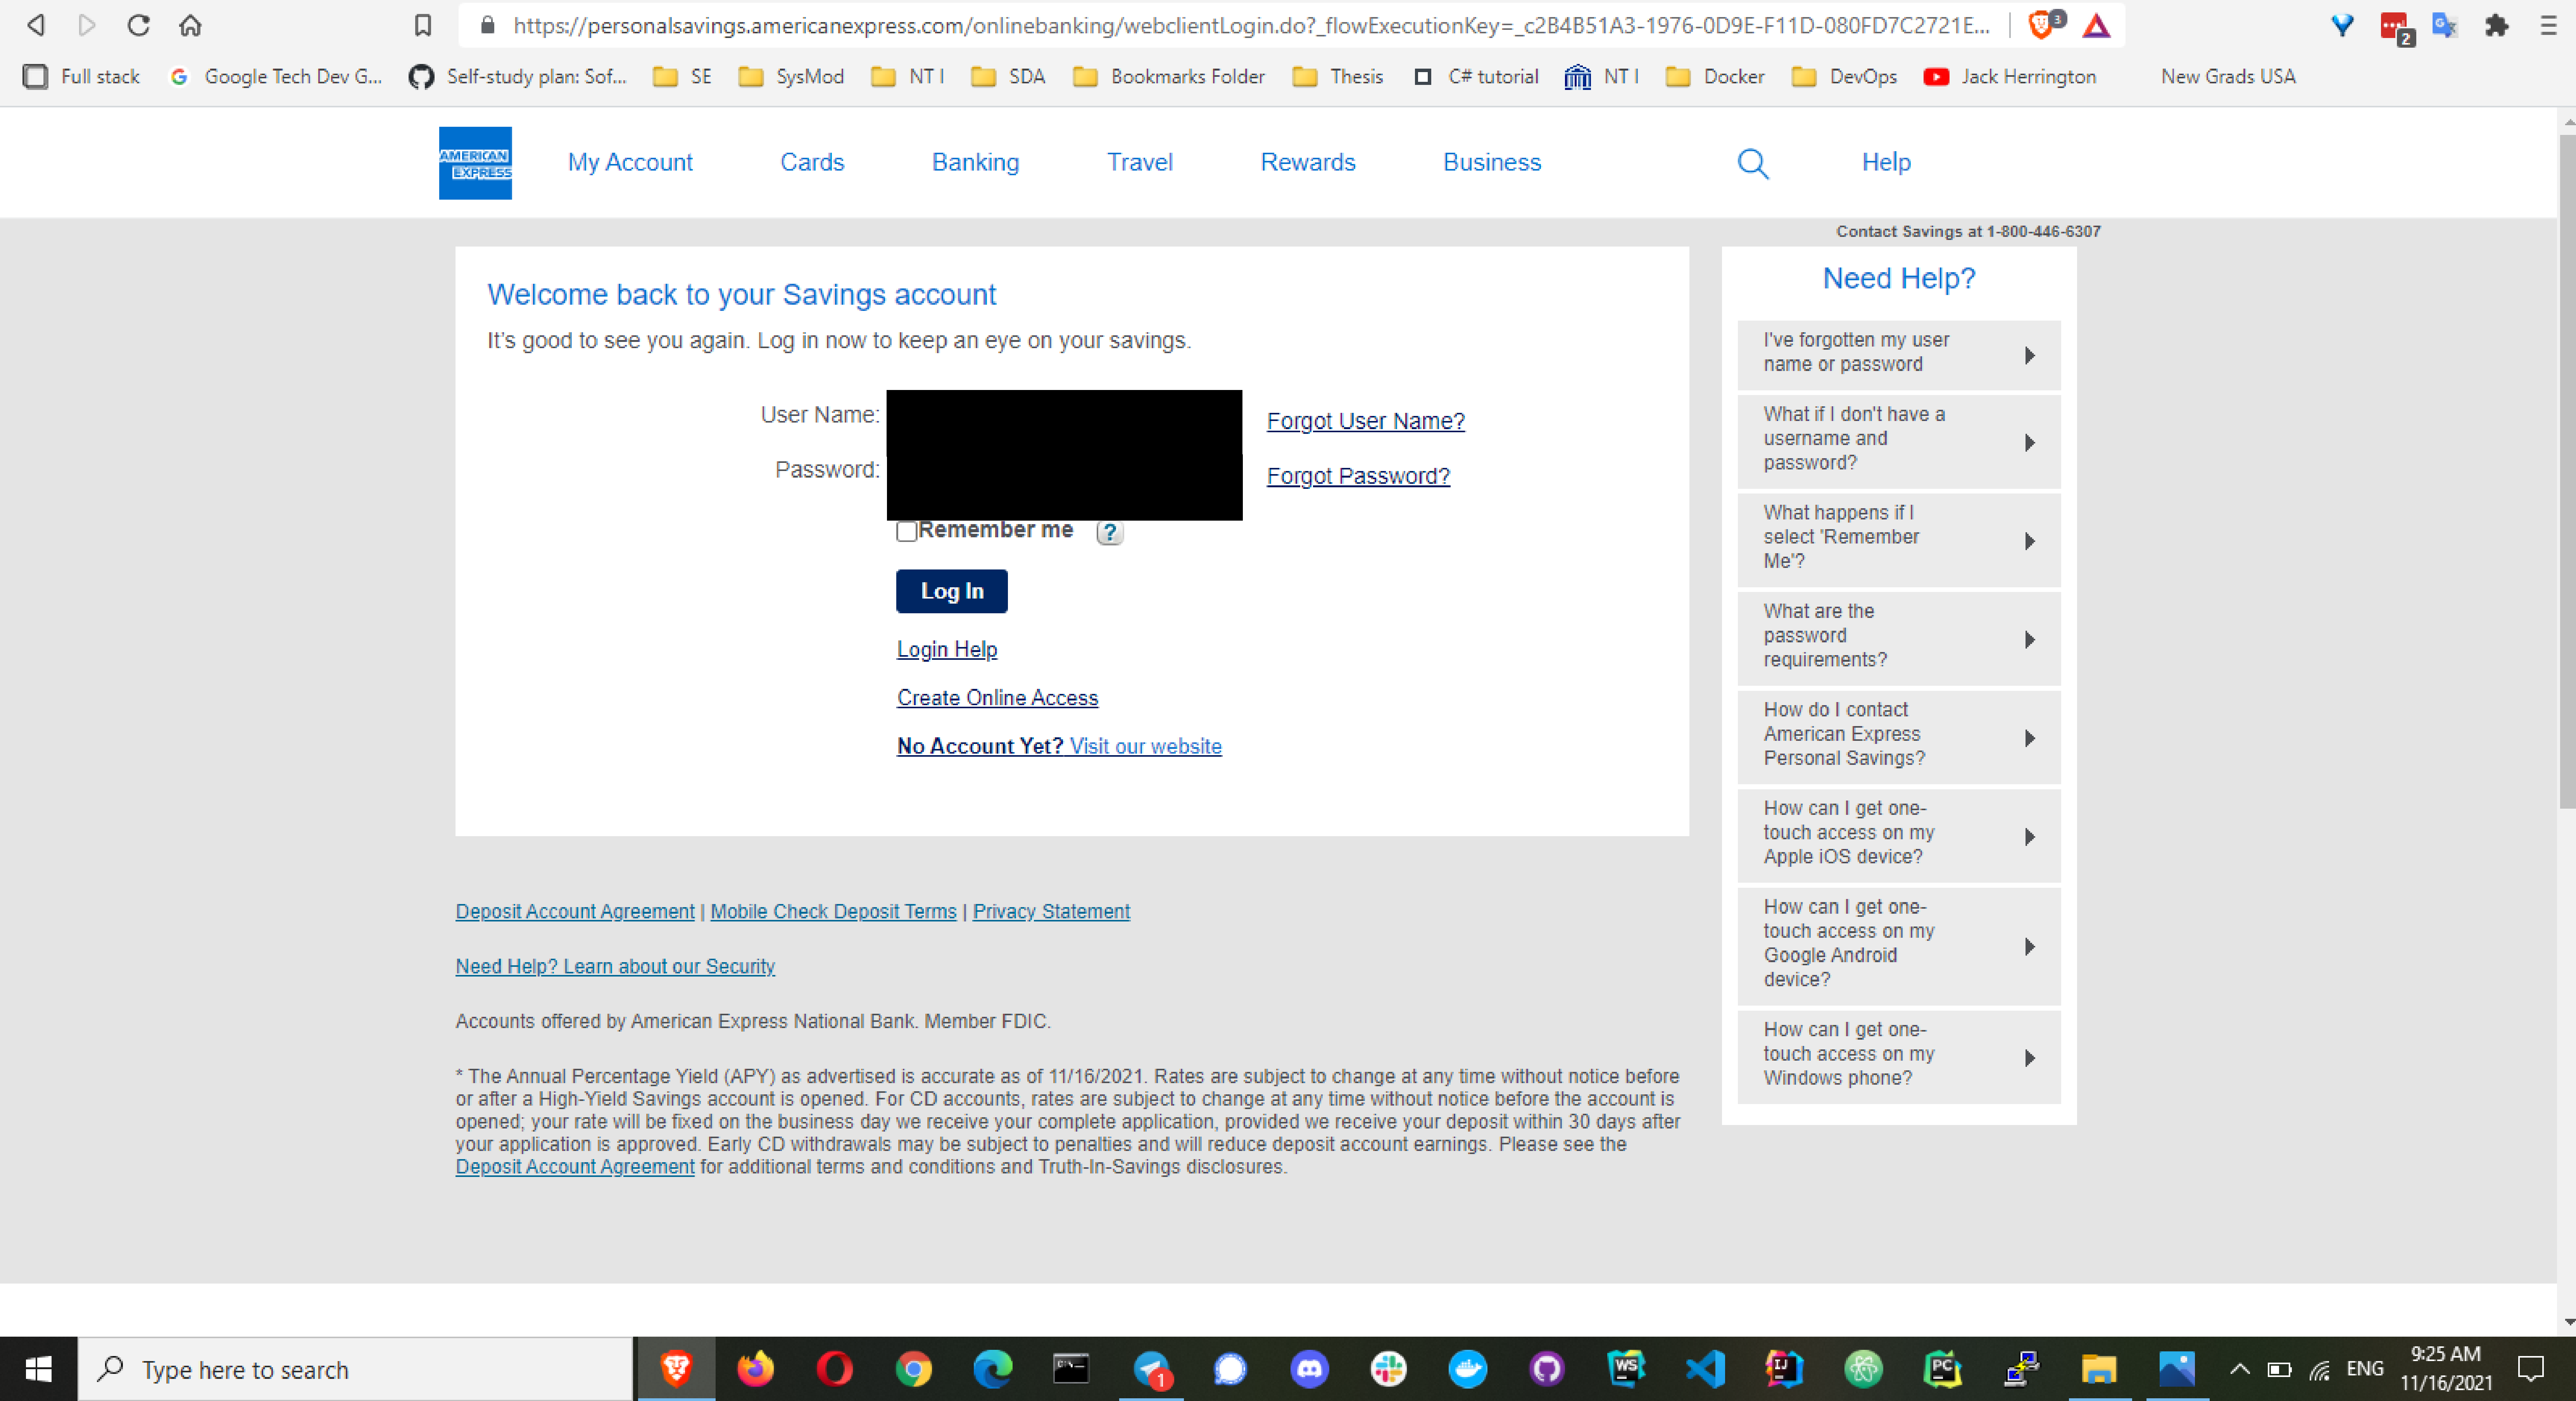 https://personalsavings.americanexpress.com/onlinebanking/webclientLogin.do?_flowExecutionKey=_c2B4B51A3-1976-0D9E-F11D-080FD7C2721E...
3
2
Full stack
Google Tech Dev G...
Self-study plan: Sof...
SE
SysMod
NT I
SDA
Bookmarks Folder
Thesis
C# tutorial
NT I
Docker
DevOps
Jack Herrington
New Grads USA
AMERICAN
EXPRESS
My Account
Cards
Banking
Travel
Rewards
Business
Help
Contact Savings at 1-800-446-6307
Welcome back to your Savings account
It's good to see you again. Log in now to keep an eye on your savings.
User Name:
Forgot User Name?
Password:
Forgot Password?
Remember me
?
Log In
Login Help
Create Online Access
No Account Yet? Visit our website
Need Help?
I've forgotten my user
name or password
What if I don't have a
username and
password?
What happens if I
select 'Remember
Me'?
What are the
password
requirements?
How do I contact
American Express
Personal Savings?
How can I get one-
touch access on my
Apple iOS device?
How can I get one-
touch access on my
Google Android
device?
How can I get one-
touch access on my
Windows phone?
Deposit Account Agreement | Mobile Check Deposit Terms | Privacy Statement
Need Help? Learn about our Security
Accounts offered by American Express National Bank. Member FDIC.
* The Annual Percentage Yield (APY) as advertised is accurate as of 11/16/2021. Rates are subject to change at any time without notice before
or after a High-Yield Savings account is opened. For CD accounts, rates are subject to change at any time without notice before the account is
opened; your rate will be fixed on the business day we receive your complete application, provided we receive your deposit within 30 days after
your application is approved. Early CD withdrawals may be subject to penalties and will reduce deposit account earnings. Please see the
Deposit Account Agreement for additional terms and conditions and Truth-In-Savings disclosures.
Type here to search
1
WS
IJ
PC
ENG
9:25 AM
11/16/2021